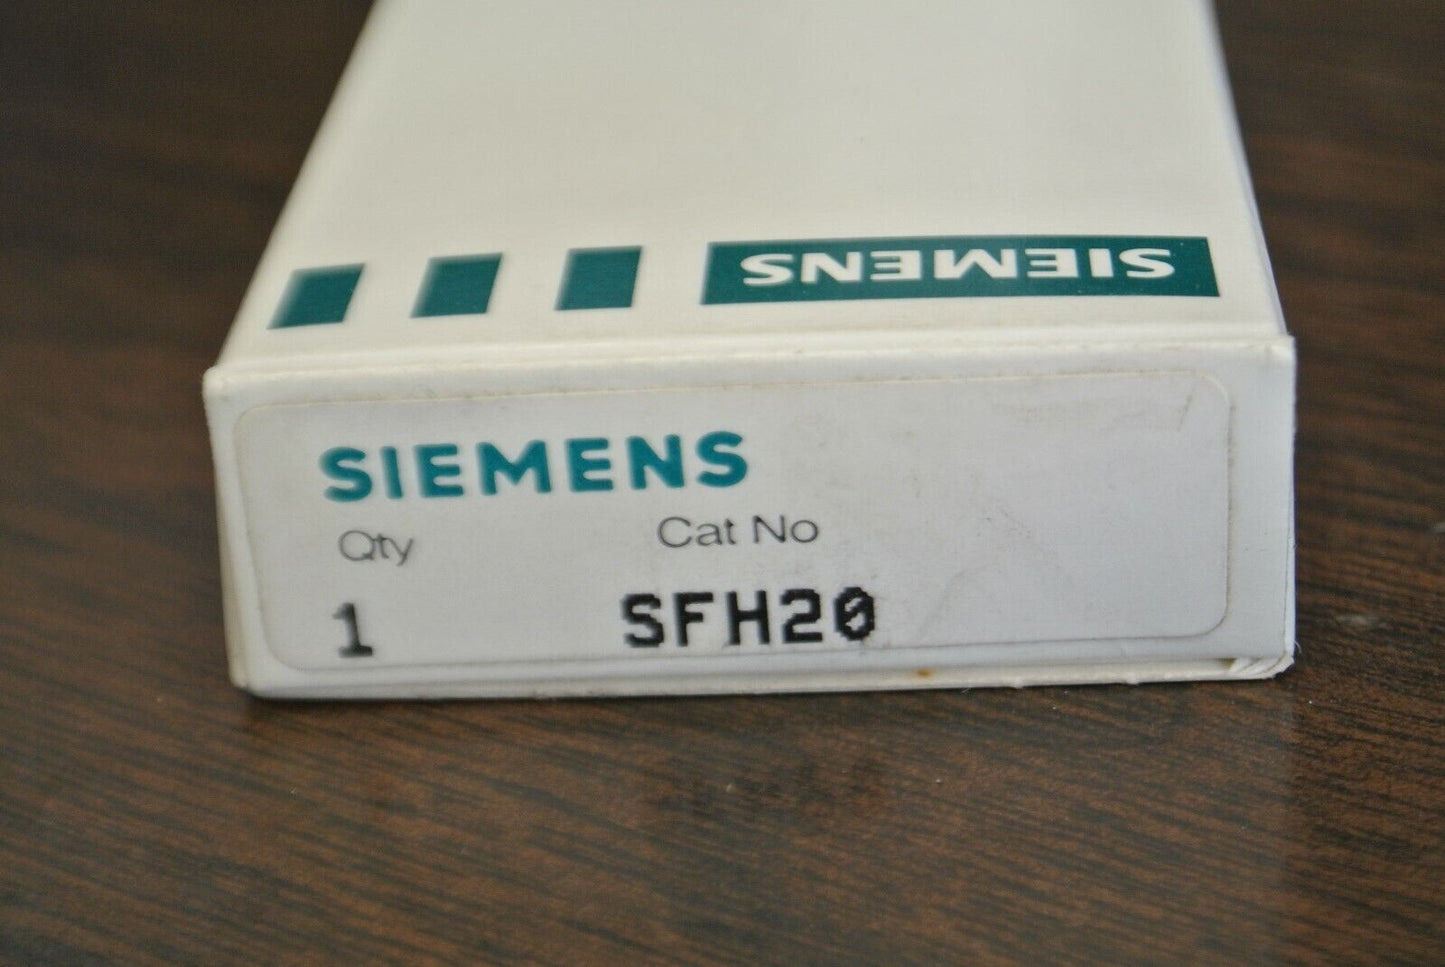 SIEMENS
SIEMENS
Qty Cat No
1 SFH20